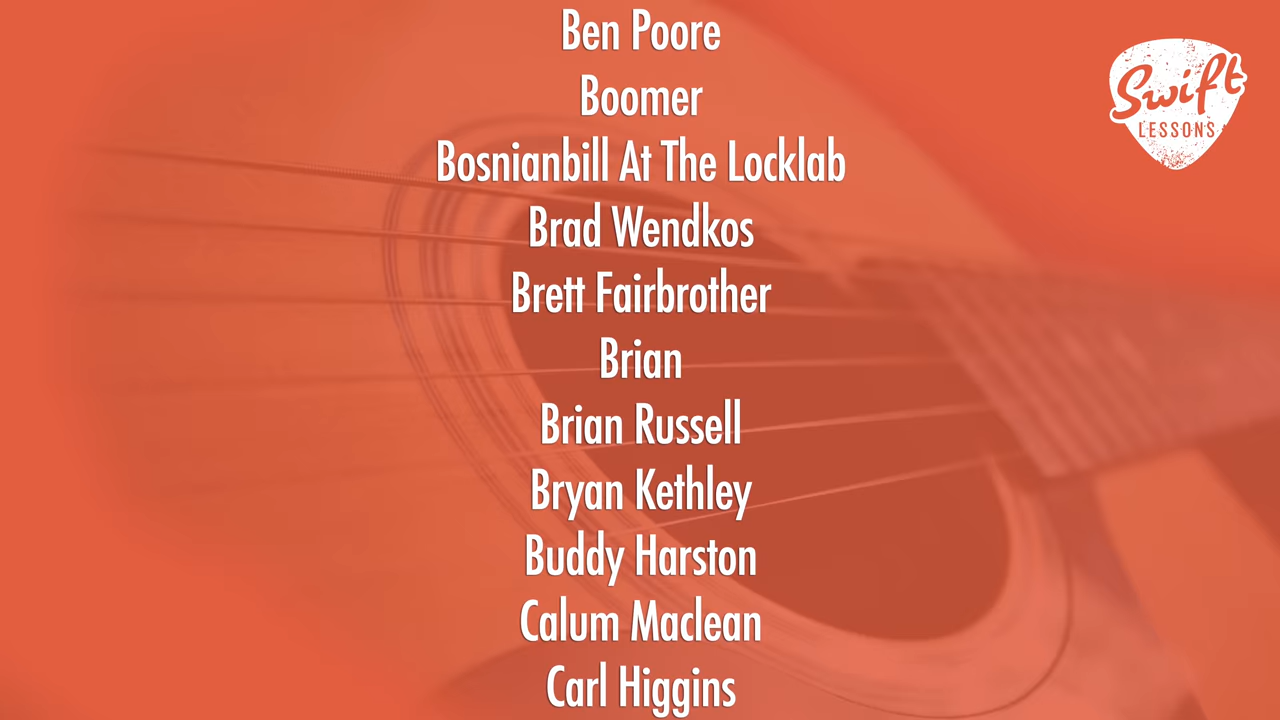 Ben Poore
Boomer
Bosnianbill At The Locklab
Brad Wendkos
Brett Fairbrother
Brian
Brian Russell
Bryan Kethley
Buddy Harston
Calum Maclean
Carl Higgins
Swift
LESSONS